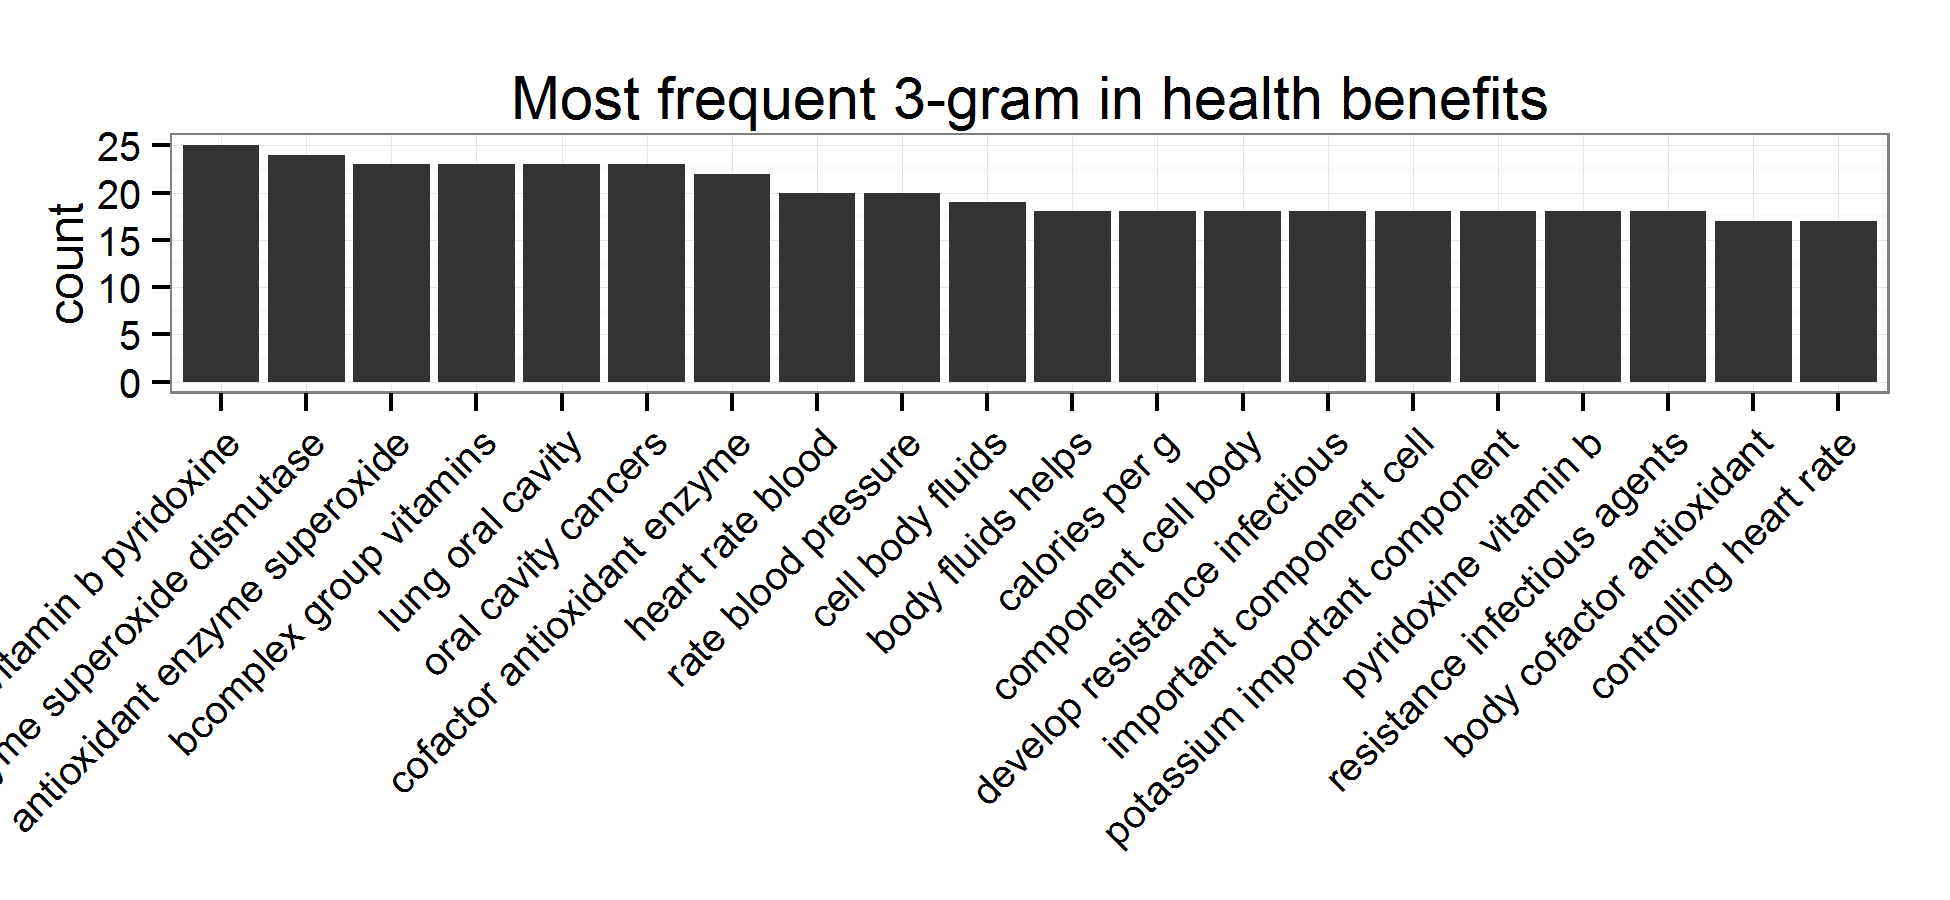 Most frequent 3-gram in health benefits
count
25
20
15
10
5
0
b pyridoxine
superoxide dismutase
antioxidant enzyme superoxide
bcomplex group vitamins
lung oral cavity
oral cavity cancers
cofactor antioxidant enzyme
heart rate blood
rate blood pressure
cell body fluids
body fluids helps
calories per g
component cell body
develop resistance infectious
important component cell
potassium important component
pyridoxine vitamin b
resistance infectious agents
body cofactor antioxidant
controlling heart rate